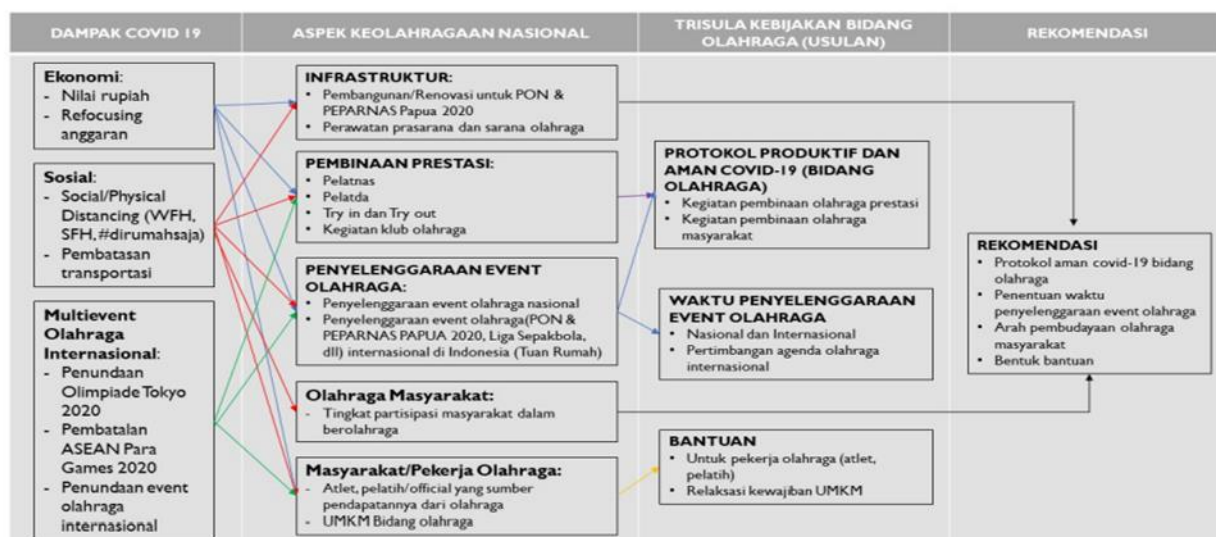 DAMPAK COVID 19
ASPEK KEOLAHRAGAAN NASIONAL
TRISULA KEBIJAKAN BIDANG
OLAHRAGA (USULAN)
REKOMENDASI
Ekonomi:
- Nilai rupiah
- Refocusing
anggaran
Sosial:
- Social/Physical
Distancing (WFH,
SFH, #dirumahsaja)
- Pembatasan
transportasi
Multievent
Olahraga
Internasional:
- Penundaan
Olimpiade Tokyo
2020
- Pembatalan
ASEAN Para
Games 2020
- Penundaan event
olahraga
internasional
INFRASTRUKTUR:
• Pembangunan/Renovasi untuk PON &
PEPARNAS Papua 2020
• Perawatan prasarana dan sarana olahraga
PEMBINAAN PRESTASI:
• Pelatnas
• Pelatda
• Try in dan Try out
• Kegiatan klub olahraga
PENYELENGGARAAN EVENT
OLAHRAGA:
• Penyelenggaraan event olahraga nasional
• Penyelenggaraan event olahraga(PON &
PEPARNAS PAPUA 2020, Liga Sepakbola,
dll) internasional di Indonesia (Tuan Rumah)
Olahraga Masyarakat:
- Tingkat partisipasi masyarakat dalam
berolahraga
Masyarakat/Pekerja Olahraga:
- Atlet, pelatih/official yang sumber
pendapatannya dari olahraga
- UMKM Bidang olahraga
PROTOKOL PRODUKTIF DAN
AMAN COVID-19 (BIDANG
OLAHRAGA)
• Kegiatan pembinaan olahraga prestasi
• Kegiatan pembinaan olahraga
masyarakat
WAKTU PENYELENGGARAAN
EVENT OLAHRAGA
• Nasional dan Internasional
• Pertimbangan agenda olahraga
internasional
BANTUAN
• Untuk pekerja olahraga (atlet,
pelatih)
• Relaksasi kewajiban UMKM
REKOMENDASI
• Protokol aman covid-19 bidang
olahraga
• Penentuan waktu
penyelenggaraan event olahraga
• Arah pembudayaan olahraga
masyarakat
• Bentuk bantuan